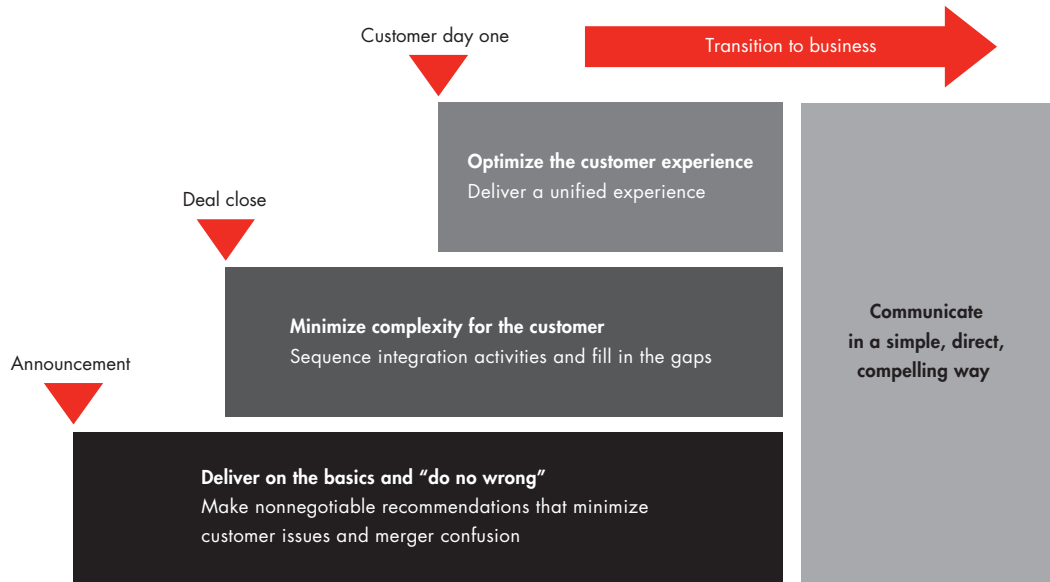 Customer day one
Transition to business
Optimize the customer experience
Deliver a unified experience
Deal close
Minimize complexity for the customer
Sequence integration activities and fill in the gaps
Communicate
in a simple, direct,
compelling way
Announcement
Deliver on the basics and “do no wrong”
Make nonnegotiable recommendations that minimize
customer issues and merger confusion